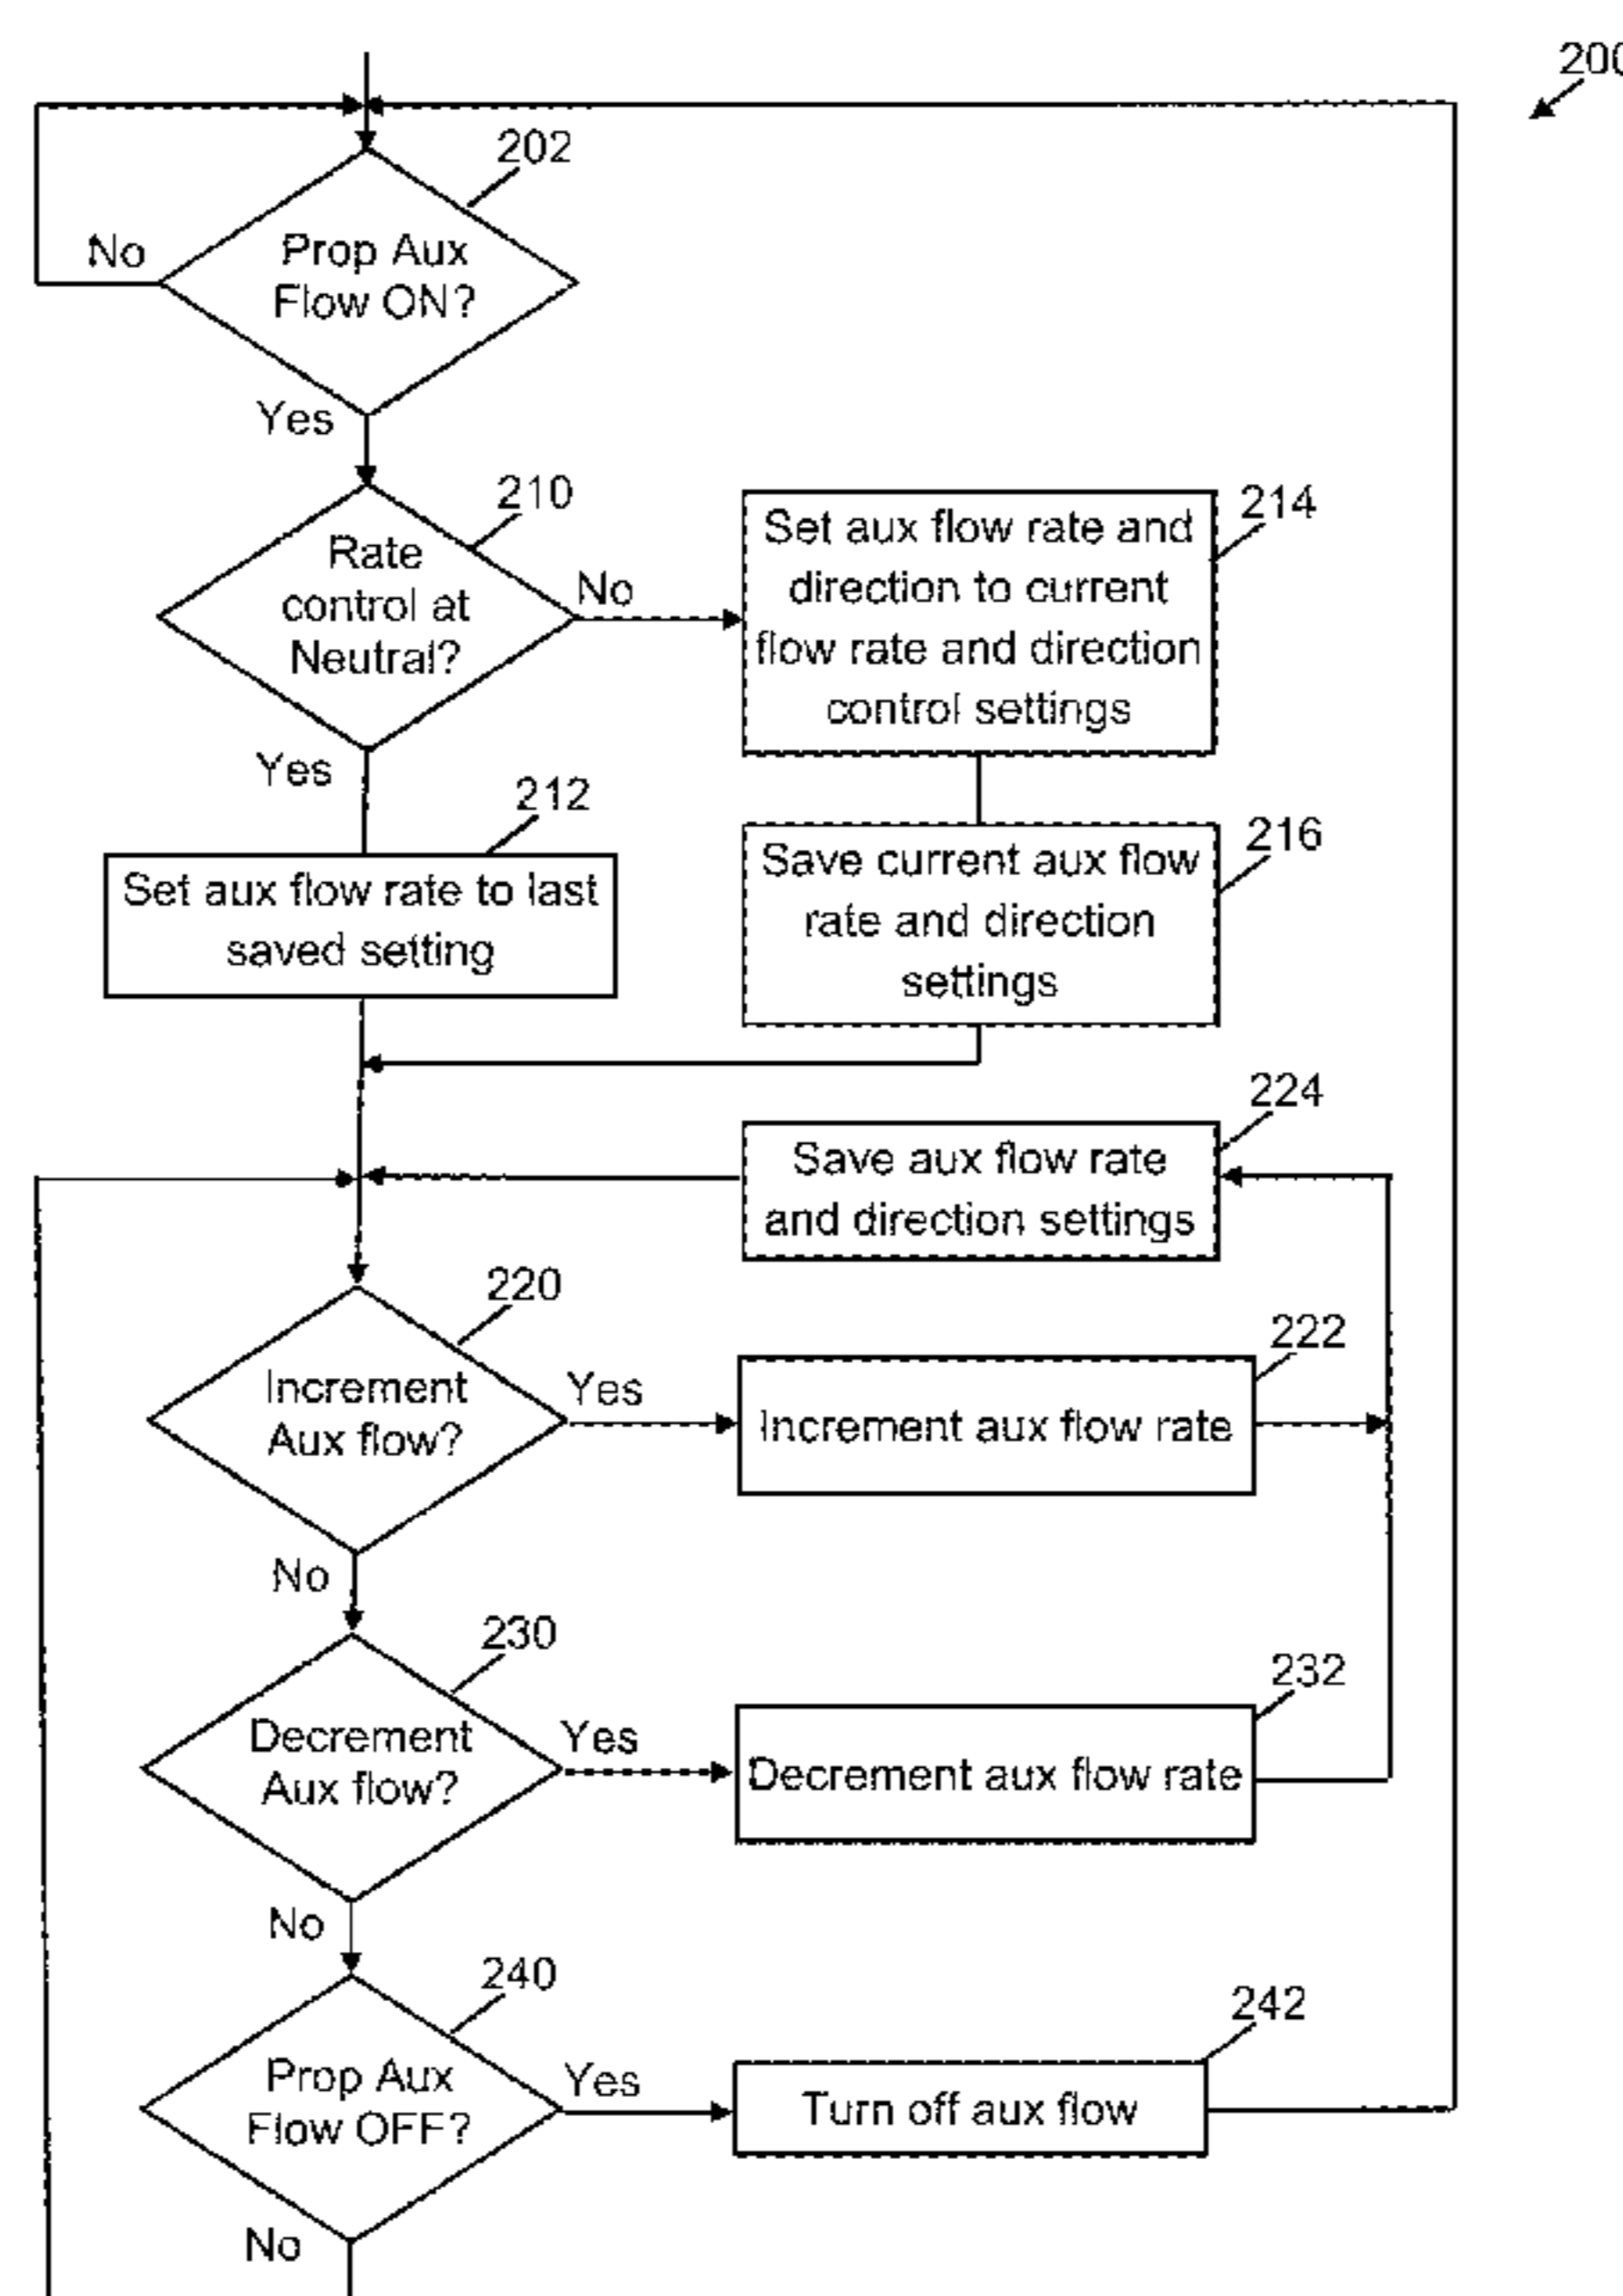 200
202
No
Prop Aux
Flow ON?
Yes
210
Rate
control at
Neutral?
No
214
Set aux flow rate and
direction to current
flow rate and direction
control settings
Yes
212
Set aux flow rate to last
saved setting
216
Save current aux flow
rate and direction
settings
224
Save aux flow rate
and direction settings
220
Increment
Aux flow?
Yes
222
Increment aux flow rate
No
230
Decrement
Aux flow?
Yes
232
Decrement aux flow rate
No
240
Prop Aux
Flow OFF?
Yes
242
Turn off aux flow
No